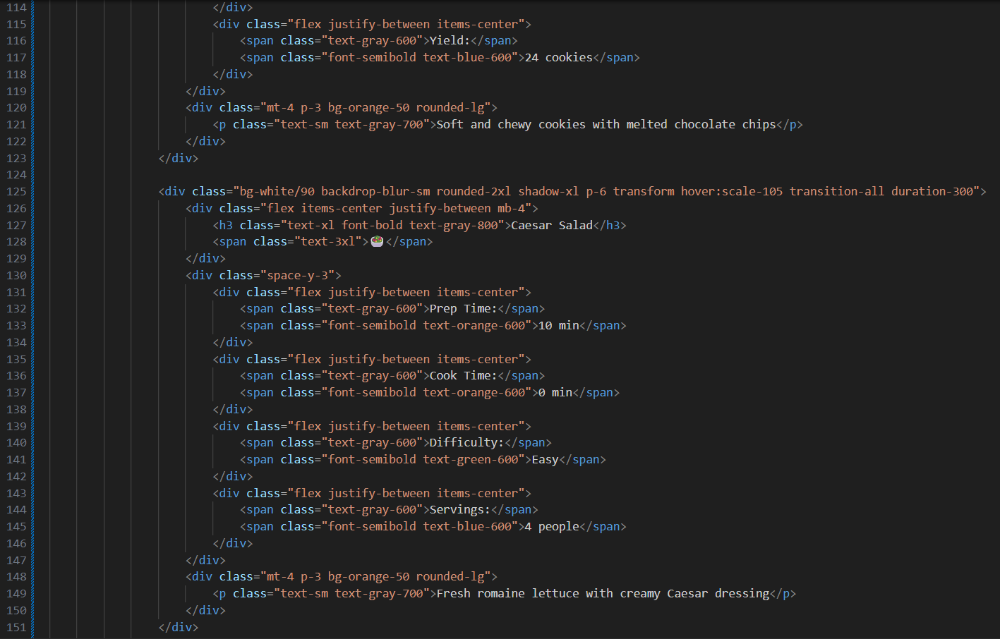 114 </div>
115 <div class="flex justify-between items-center">
116 <span class="text-gray-600">Yield:</span>
117 <span class="font-semibold text-blue-600">24 cookies</span>
118 </div>
119 </div>
120 <div class="mt-4 p-3 bg-orange-50 rounded-lg">
121 <p class="text-sm text-gray-700">Soft and chewy cookies with melted chocolate chips</p>
122 </div>
123 </div>
124
125 <div class="bg-white/90 backdrop-blur-sm rounded-2xl shadow-xl p-6 transform hover:scale-105 transition-all duration-300">
126 <div class="flex items-center justify-between mb-4">
127 <h3 class="text-xl font-bold text-gray-800">Caesar Salad</h3>
128 <span class="text-3xl">🥗</span>
129 </div>
130 <div class="space-y-3">
131 <div class="flex justify-between items-center">
132 <span class="text-gray-600">Prep Time:</span>
133 <span class="font-semibold text-orange-600">10 min</span>
134 </div>
135 <div class="flex justify-between items-center">
136 <span class="text-gray-600">Cook Time:</span>
137 <span class="font-semibold text-orange-600">0 min</span>
138 </div>
139 <div class="flex justify-between items-center">
140 <span class="text-gray-600">Difficulty:</span>
141 <span class="font-semibold text-green-600">Easy</span>
142 </div>
143 <div class="flex justify-between items-center">
144 <span class="text-gray-600">Servings:</span>
145 <span class="font-semibold text-blue-600">4 people</span>
146 </div>
147 </div>
148 <div class="mt-4 p-3 bg-orange-50 rounded-lg">
149 <p class="text-sm text-gray-700">Fresh romaine lettuce with creamy Caesar dressing</p>
150 </div>
151 </div>